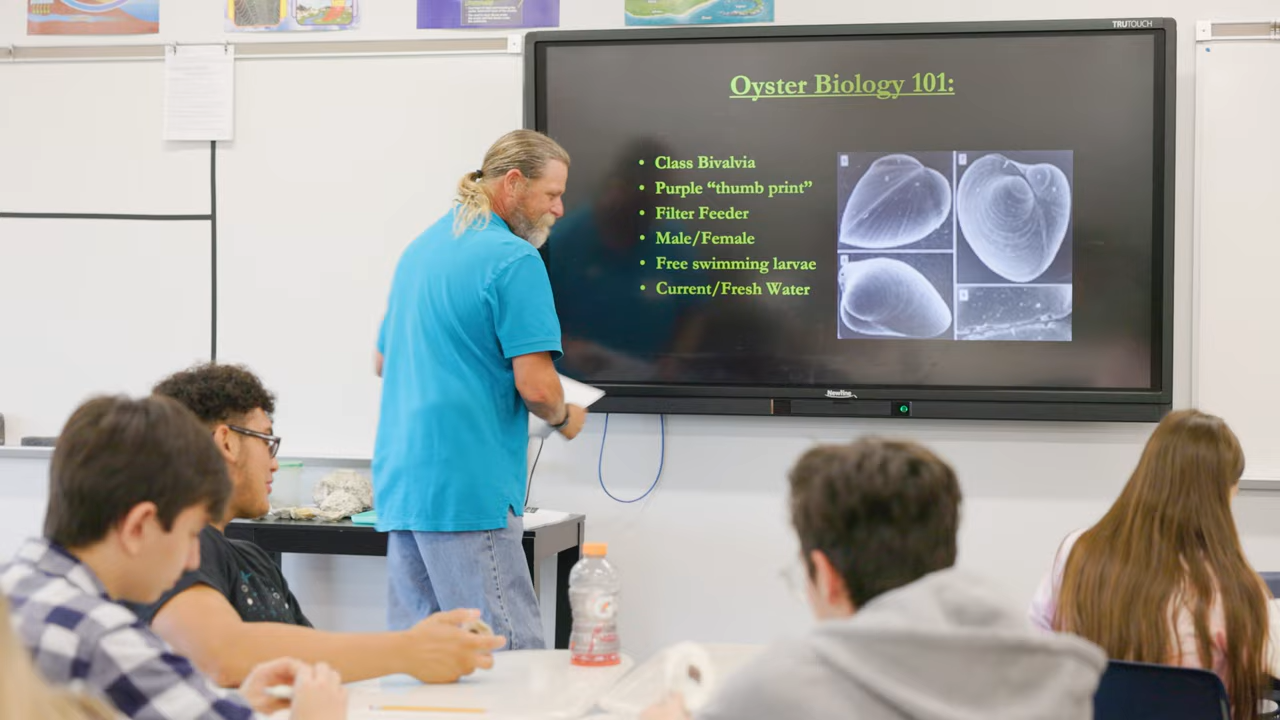 TRUTOUCH
Oyster Biology 101:
• Class Bivalvia
• Purple “thumb print”
• Filter Feeder
• Male/Female
• Free swimming larvae
• Current/Fresh Water
Newline